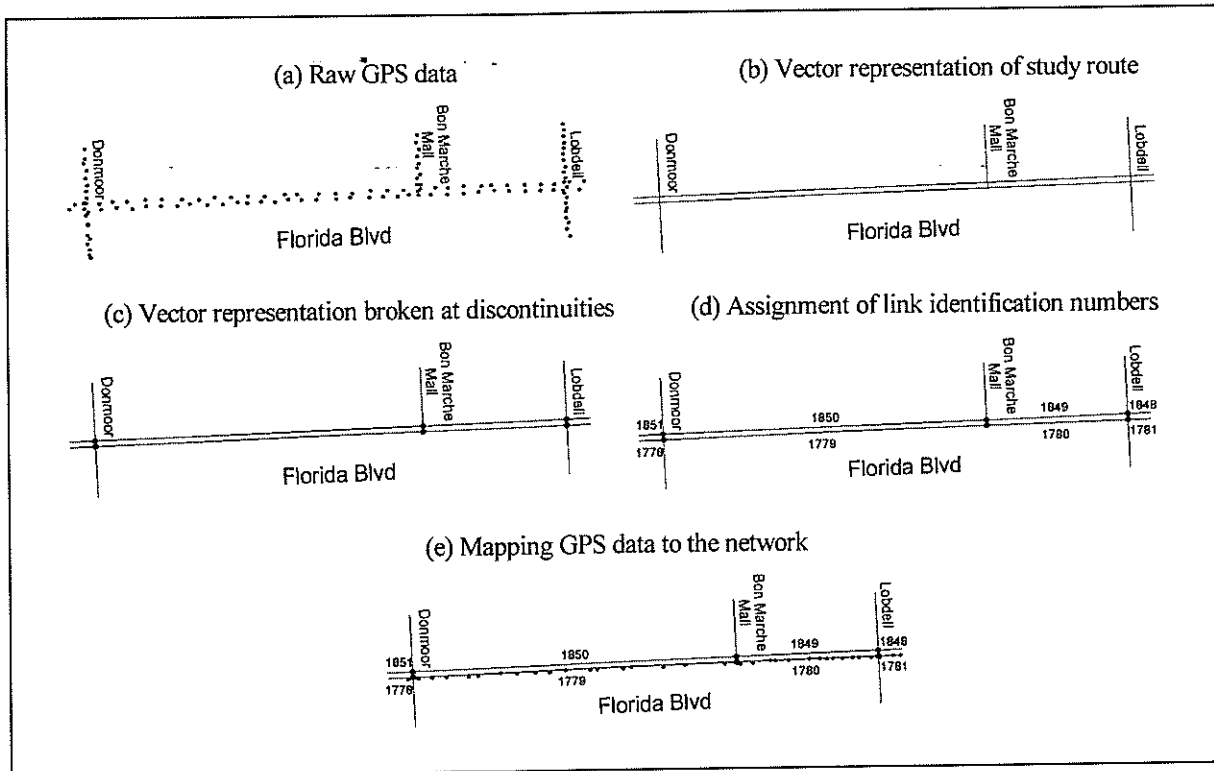 (a) Raw GPS data
Donmoor
Bon Marche
Mall
Lobdell
Florida Blvd
(b) Vector representation of study route
Donmoor
Bon Marche
Mall
Lobdell
Florida Blvd
(c) Vector representation broken at discontinuities
Donmoor
Bon Marche
Mall
Lobdell
Florida Blvd
(d) Assignment of link identification numbers
Donmoor
Bon Marche
Mall
Lobdell
1851
1850
1849
1848
1778
1779
1780
1781
Florida Blvd
(e) Mapping GPS data to the network
Donmoor
Bon Marche
Mall
Lobdell
1851
1850
1849
1848
1778
1779
1780
1781
Florida Blvd